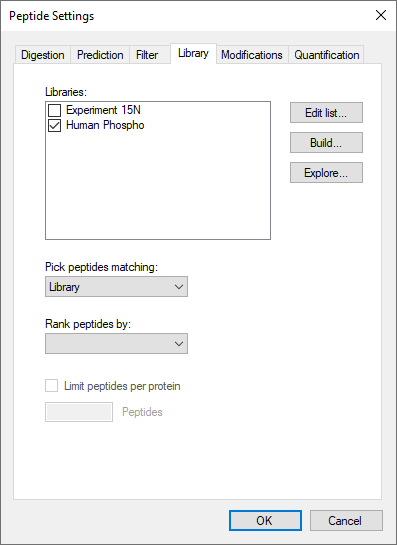 Peptide Settings
Digestion Prediction Filter Library Modifications Quantification
Libraries:
Experiment 15N
Human Phospho
Edit list...
Build...
Explore...
Pick peptides matching:
Library
Rank peptides by:
Limit peptides per protein
Peptides
OK Cancel